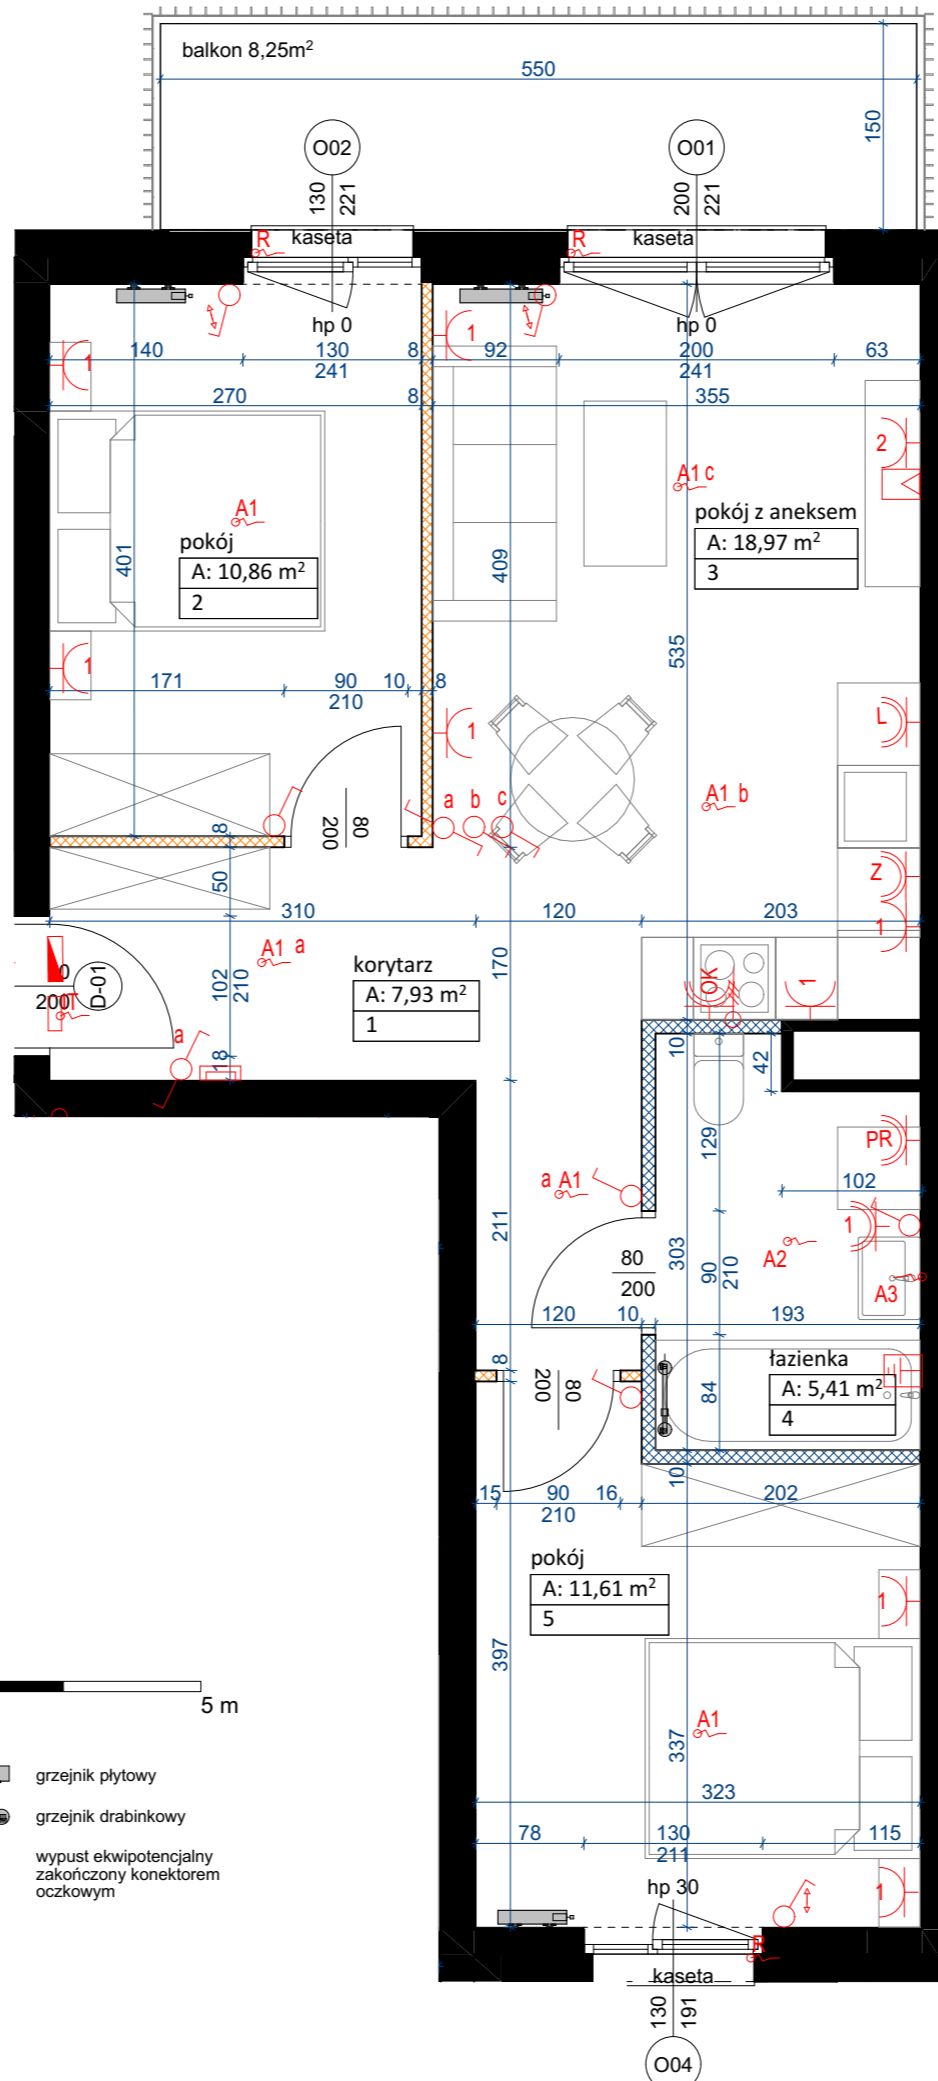 balkon 8,25m²
550
150
O02
O01
130
221
200
221
R
kaseta
R
kaseta
hp 0
hp 0
1
1
140
130
8
92
200
63
241
241
270
8
355
2
A1
A1 c
pokój
A: 10,86 m²
2
pokój z aneksem
A: 18,97 m²
3
401
409
535
1
171
90
10
8
210
1
L
A1 b
a
b
c
80
200
8
50
Z
1
310
120
203
A1 a
korytarz
A: 7,93 m²
1
170
102
210
0
200
D-01
T
OK
1
a
18
10
42
129
PR
102
a A1
211
303
90
210
1
A2
A3
80
200
120
10
193
8
80
200
84
łazienka
A: 5,41 m²
4
10
15
90
16
202
210
pokój
A: 11,61 m²
5
1
397
5 m
A1
337
grzejnik płytowy
323
grzejnik drabinkowy
78
130
115
211
wypust ekwipotencjalny
zakończony konektorem
oczkowym
hp 30
1
R
kaseta
130
191
O04